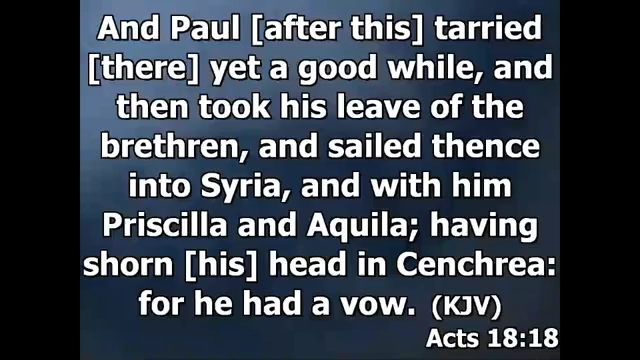 And Paul [after this] tarried
[there] yet a good while, and
then took his leave of the
brethren, and sailed thence
into Syria, and with him
Priscilla and Aquila; having
shorn [his] head in Cenchrea:
for he had a vow. (KJV)
Acts 18:18